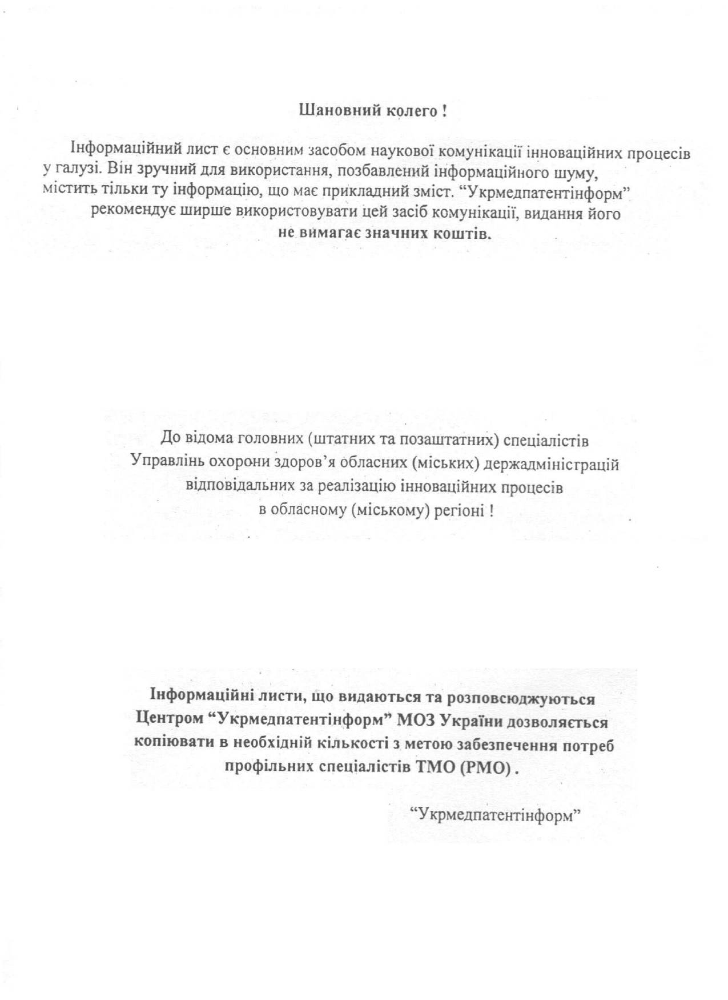 Шановний колего !
Інформаційний лист є основним засобом наукової комунікації інноваційних процесів
у галузі. Він зручний для використання, позбавлений інформаційного шуму,
містить тільки ту інформацію, що має прикладний зміст. “Укрмедпатентінформ”
рекомендує ширше використовувати цей засіб комунікації, видання його
не вимагає значних коштів.
До відома головних (штатних та позаштатних) спеціалістів
Управлінь охорони здоров’я обласних (міських) держадміністрацій
відповідальних за реалізацію інноваційних процесів
в обласному (міському) регіоні !
Інформаційні листи, що видаються та розповсюджуються
Центром “Укрмедпатентінформ” МОЗ України дозволяється
копіювати в необхідній кількості з метою забезпечення потреб
профільних спеціалістів ТМО (РМО) .
“Укрмедпатентінформ”